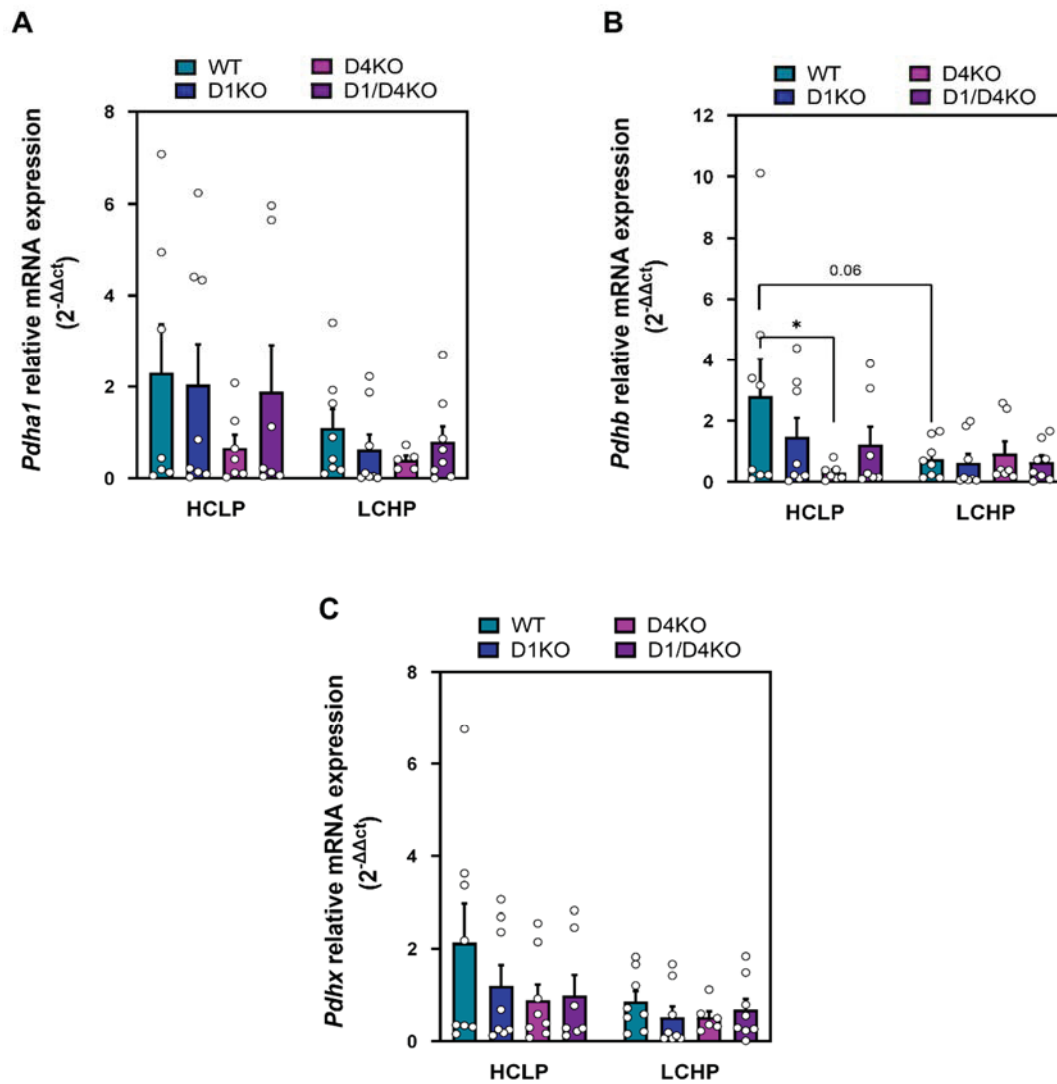 A
WT D4KO
D1KO D1/D4KO
Pdha1 relative mRNA expression
(2-ΔΔct)
8
6
4
2
0
HCLP LCHP
B
WT D4KO
D1KO D1/D4KO
Pdhb relative mRNA expression
(2-ΔΔct)
12
10
8
6
4
2
0
0.06
*
HCLP LCHP
C
WT D4KO
D1KO D1/D4KO
Pdhx relative mRNA expression
(2-ΔΔct)
8
6
4
2
0
HCLP LCHP